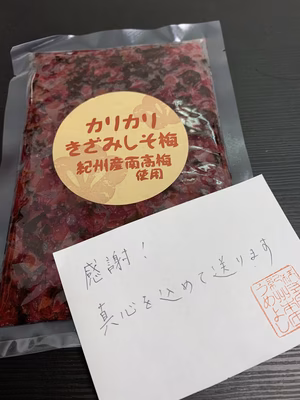 カリカリ
きざみしそ梅
紀州産南高梅
使用
感謝！
真心を込めて送ります